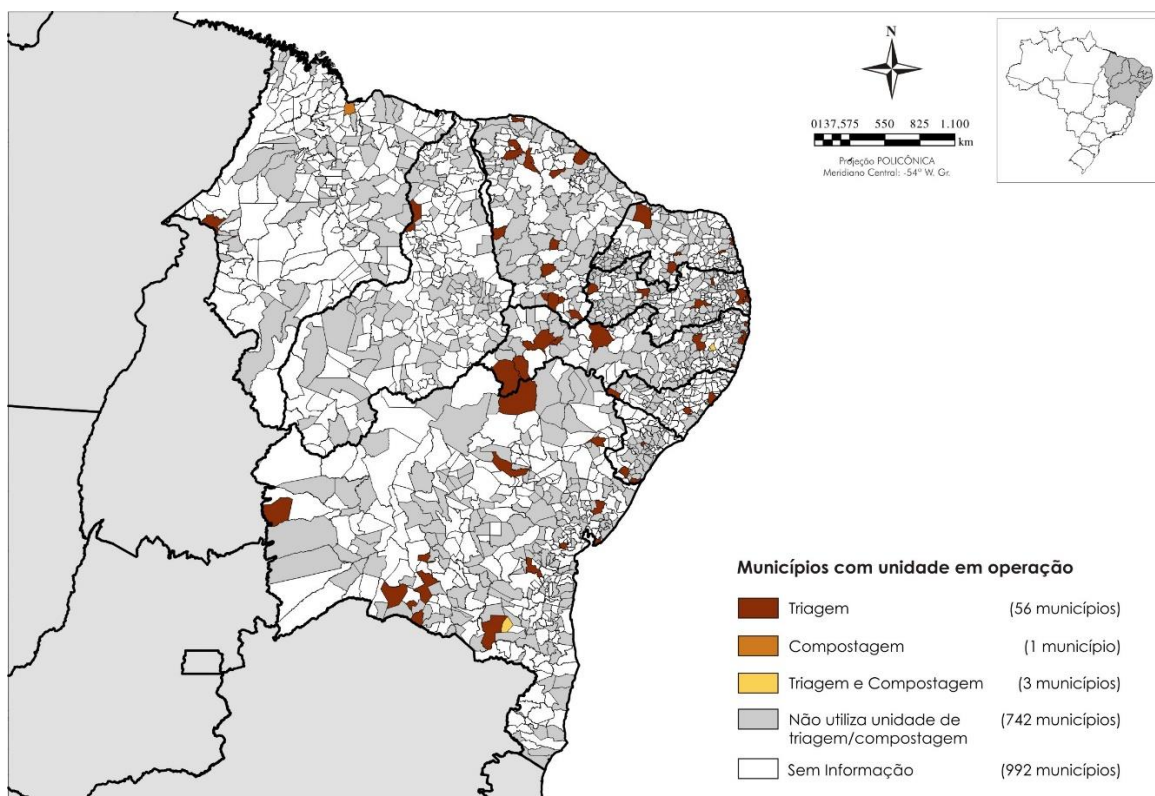 N
0137,575 550 825 1.100
km
Projeção POLICÔNICA
Meridiano Central: -54° W. Gr.
Municípios com unidade em operação
Triagem (56 municípios)
Compostagem (1 município)
Triagem e Compostagem (3 municípios)
Não utiliza unidade de (742 municípios)
triagem/compostagem
Sem Informação (992 municípios)